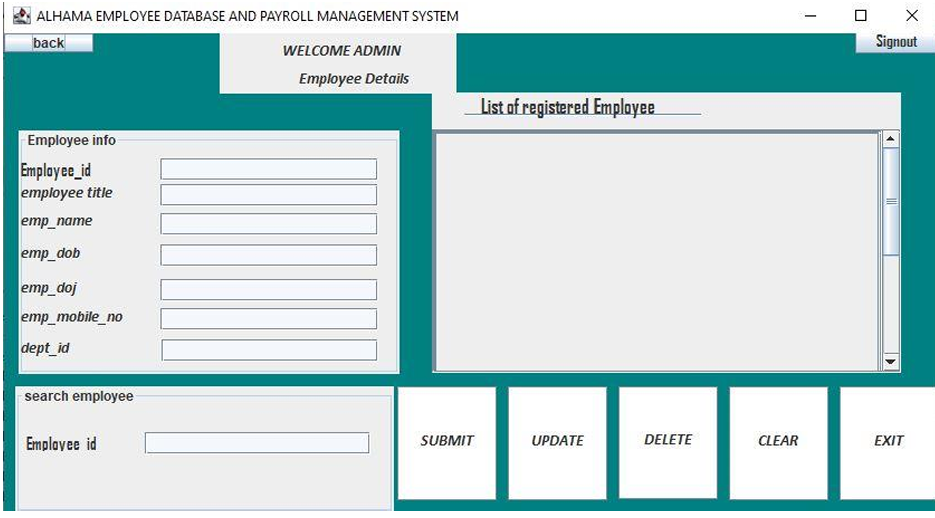 ALHAMA EMPLOYEE DATABASE AND PAYROLL MANAGEMENT SYSTEM
back
WELCOME ADMIN
Signout
Employee Details
List of registered Employee
Employee info
Employee_id
employee title
emp_name
emp_dob
emp_doj
emp_mobile_no
dept_id
search employee
Employee id
SUBMIT
UPDATE
DELETE
CLEAR
EXIT